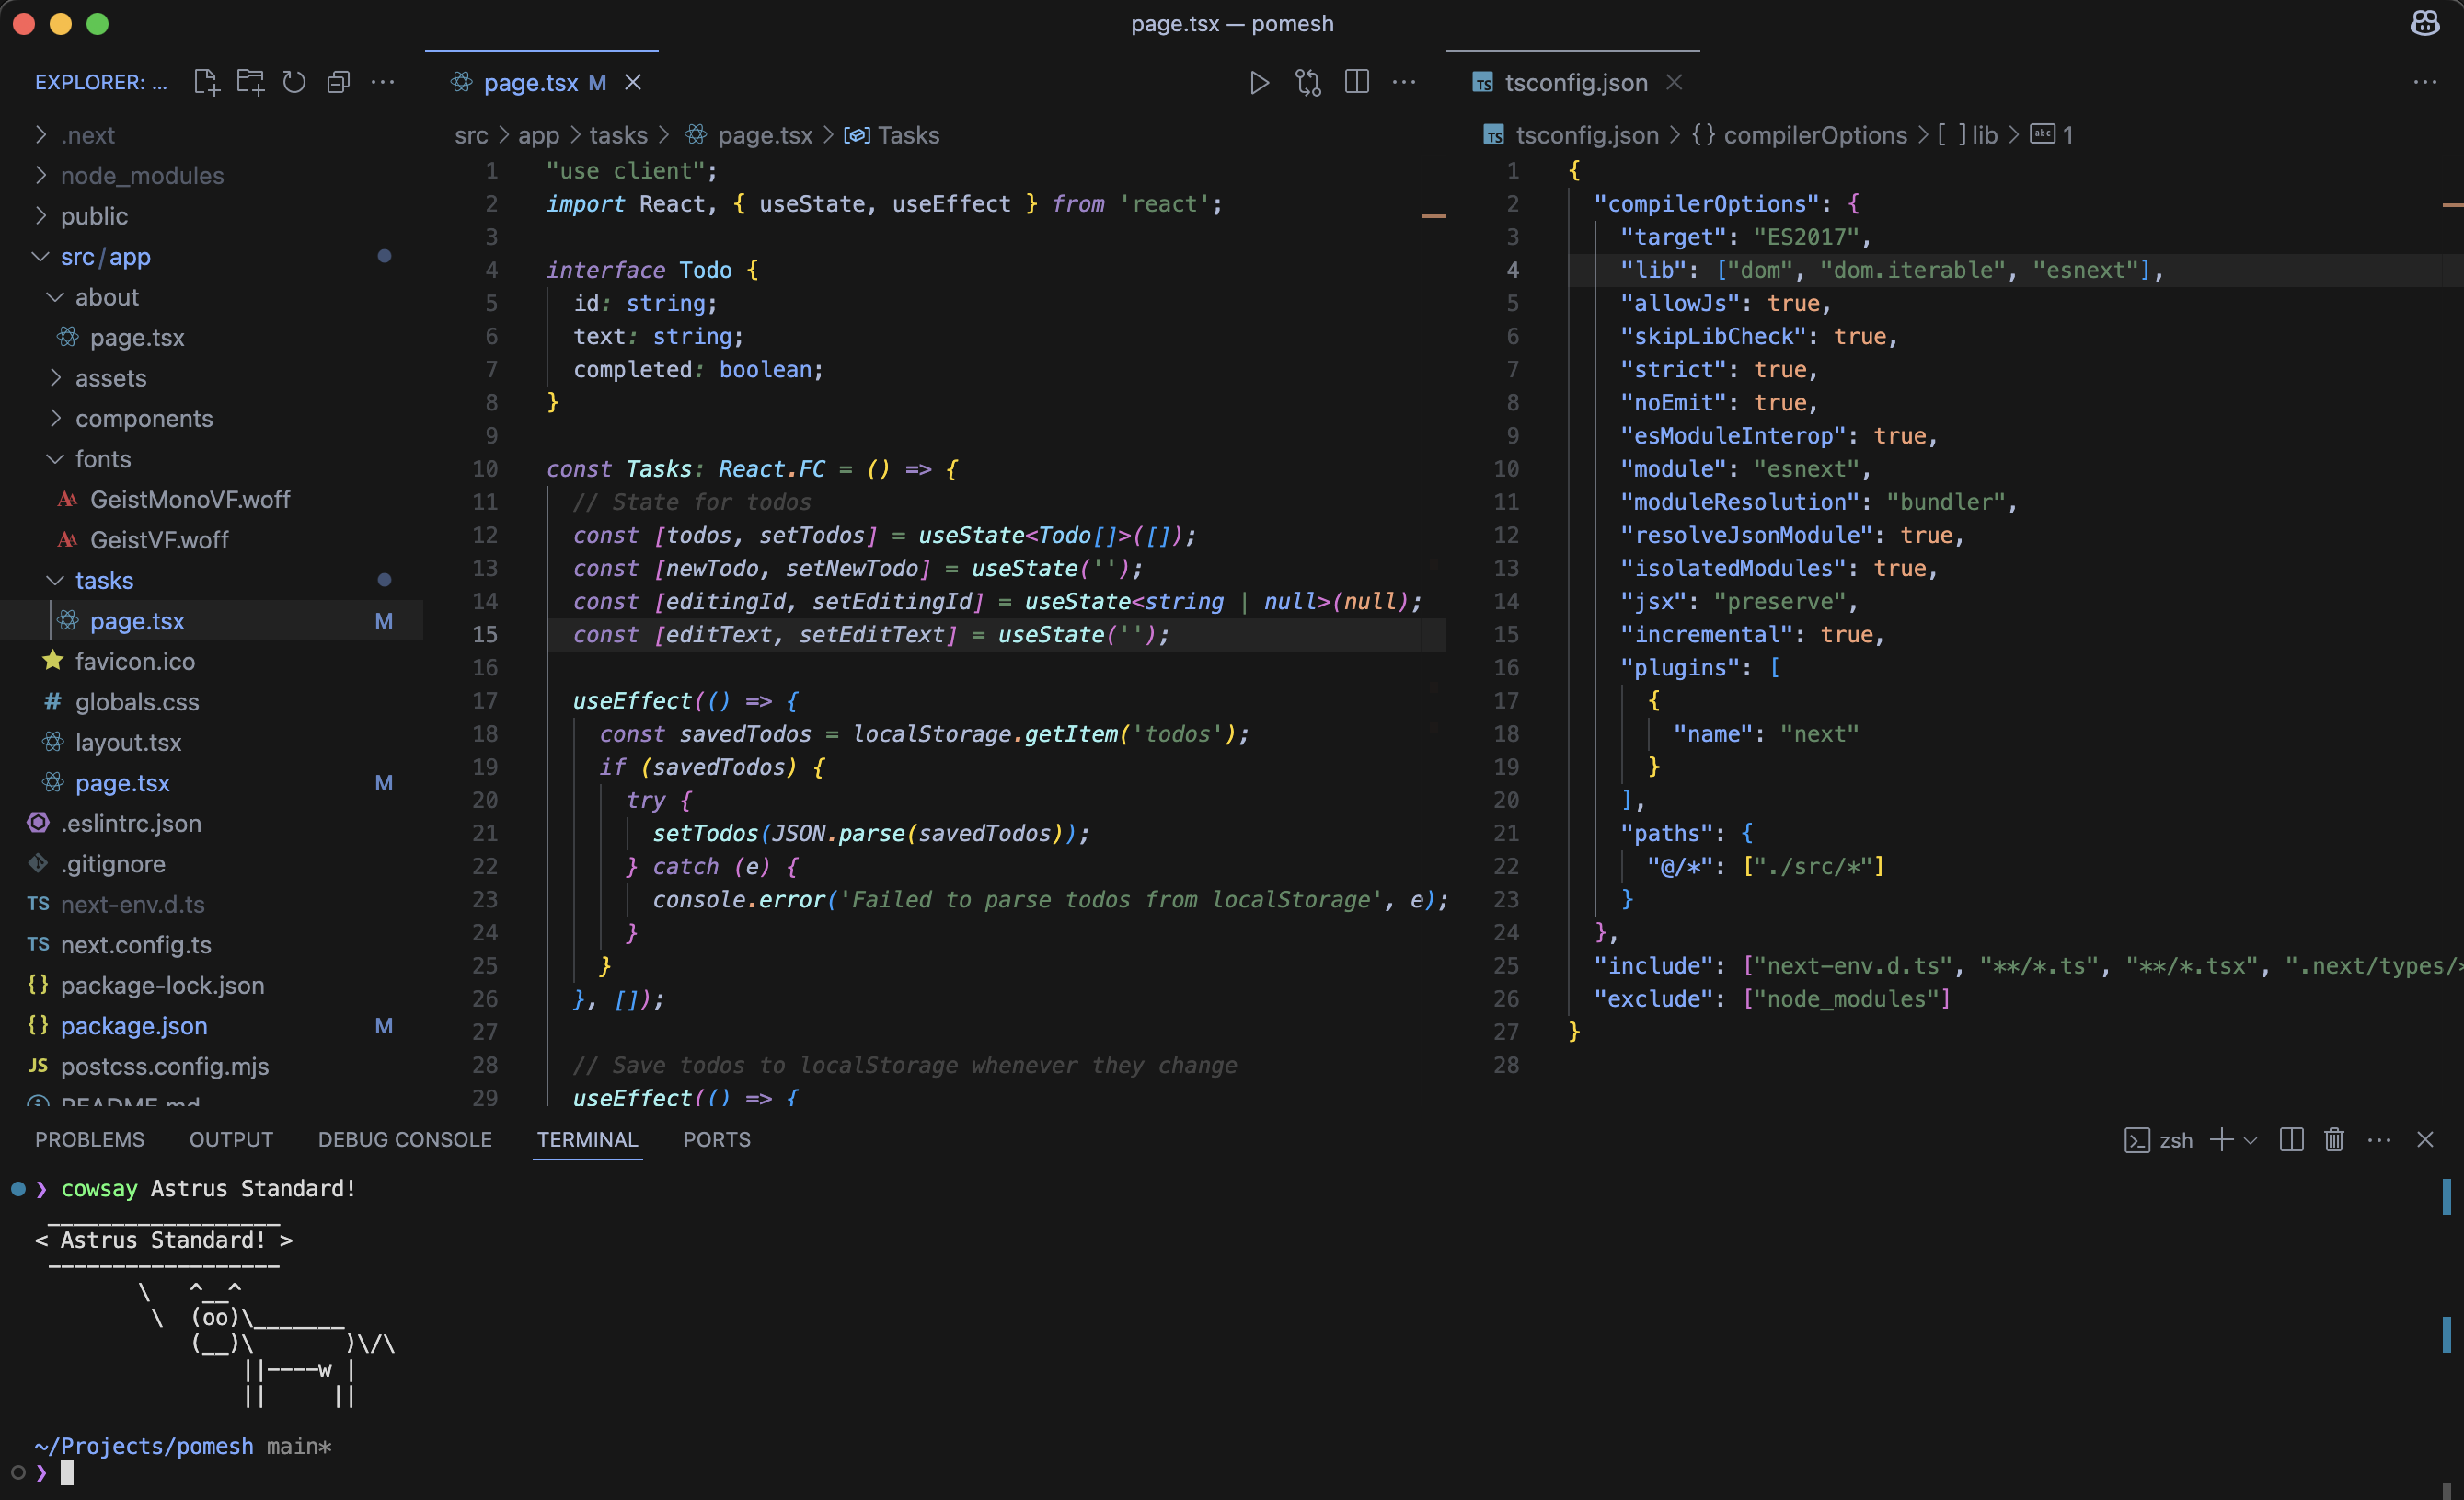 page.tsx — pomesh
EXPLORER: ...
.next
node_modules
public
src/app
about
page.tsx
assets
components
fonts
GeistMonoVF.woff
GeistVF.woff
tasks
page.tsx M
favicon.ico
globals.css
layout.tsx
page.tsx M
.eslintrc.json
.gitignore
TS next-env.d.ts
TS next.config.ts
{} package-lock.json
{} package.json M
JS postcss.config.mjs
README.md
page.tsx M
src > app > tasks > page.tsx > Tasks
1 "use client";
2 import React, { useState, useEffect } from 'react';
3
4 interface Todo {
5   id: string;
6   text: string;
7   completed: boolean;
8 }
9
10 const Tasks: React.FC = () => {
11   // State for todos
12   const [todos, setTodos] = useState<Todo[]>([]);
13   const [newTodo, setNewTodo] = useState('');
14   const [editingId, setEditingId] = useState<string | null>(null);
15   const [editText, setEditText] = useState('');
16
17   useEffect(() => {
18     const savedTodos = localStorage.getItem('todos');
19     if (savedTodos) {
20       try {
21         setTodos(JSON.parse(savedTodos));
22       } catch (e) {
23         console.error('Failed to parse todos from localStorage', e);
24       }
25     }
26   }, []);
27
28   // Save todos to localStorage whenever they change
29   useEffect(() => {
TS tsconfig.json
TS tsconfig.json > {} compilerOptions > [ ] lib > abc 1
1 {
2   "compilerOptions": {
3     "target": "ES2017",
4     "lib": ["dom", "dom.iterable", "esnext"],
5     "allowJs": true,
6     "skipLibCheck": true,
7     "strict": true,
8     "noEmit": true,
9     "esModuleInterop": true,
10     "module": "esnext",
11     "moduleResolution": "bundler",
12     "resolveJsonModule": true,
13     "isolatedModules": true,
14     "jsx": "preserve",
15     "incremental": true,
16     "plugins": [
17       {
18         "name": "next"
19       }
20     ],
21     "paths": {
22       "@/*": ["./src/*"]
23     }
24   },
25   "include": ["next-env.d.ts", "**/*.ts", "**/*.tsx", ".next/types/*
26   "exclude": ["node_modules"]
27 }
28
PROBLEMS OUTPUT DEBUG CONSOLE TERMINAL PORTS
zsh
❯ cowsay Astrus Standard!
 __________________
< Astrus Standard! >
 ------------------
        \   ^__^
         \  (oo)\_______
            (__)\       )\/\
                ||----w |
                ||     ||
~/Projects/pomesh main*
❯